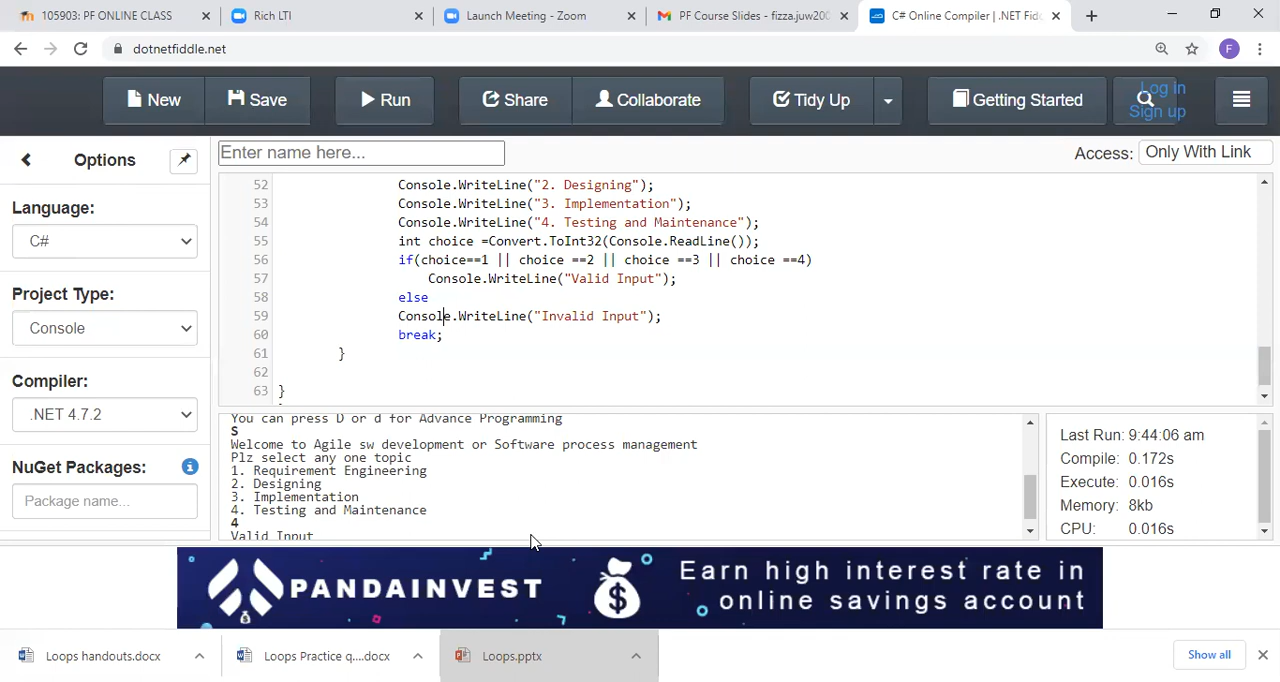 105903: PF ONLINE CLASS
Rich LTI
Launch Meeting - Zoom
PF Course Slides - fizza.juw200
C# Online Compiler | .NET Fidd
dotnetfiddle.net
F
New
Save
Run
Share
Collaborate
Tidy Up
Getting Started
Log in
Sign up
Options
Enter name here...
Access:
Only With Link
Language:
C#
Project Type:
Console
Compiler:
.NET 4.7.2
NuGet Packages:
Package name...
52 Console.WriteLine("2. Designing");
53 Console.WriteLine("3. Implementation");
54 Console.WriteLine("4. Testing and Maintenance");
55 int choice =Convert.ToInt32(Console.ReadLine());
56 if(choice==1 || choice ==2 || choice ==3 || choice ==4)
57 Console.WriteLine("Valid Input");
58 else
59 Console.WriteLine("Invalid Input");
60 break;
61 }
62
63 }
You can press D or d for Advance Programming
S
Welcome to Agile sw development or Software process management
Plz select any one topic
1. Requirement Engineering
2. Designing
3. Implementation
4. Testing and Maintenance
4
Valid Input
Last Run: 9:44:06 am
Compile: 0.172s
Execute: 0.016s
Memory: 8kb
CPU: 0.016s
PANDAINVEST
Earn high interest rate in
online savings account
Loops handouts.docx
Loops Practice q....docx
Loops.pptx
Show all